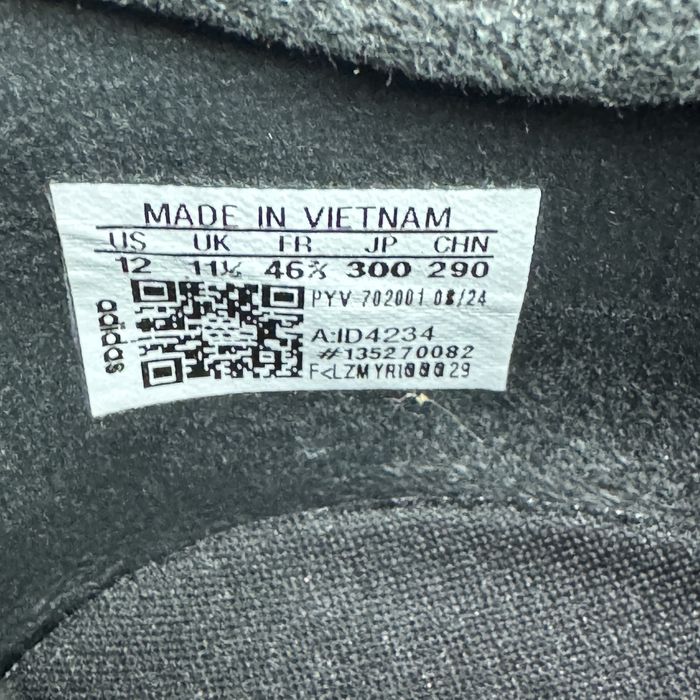 MADE IN VIETNAM
US UK FR JP CHN
12 11½ 46⅔ 300 290
adidas
PYV 702001 08/24
A:ID4234
#135270082